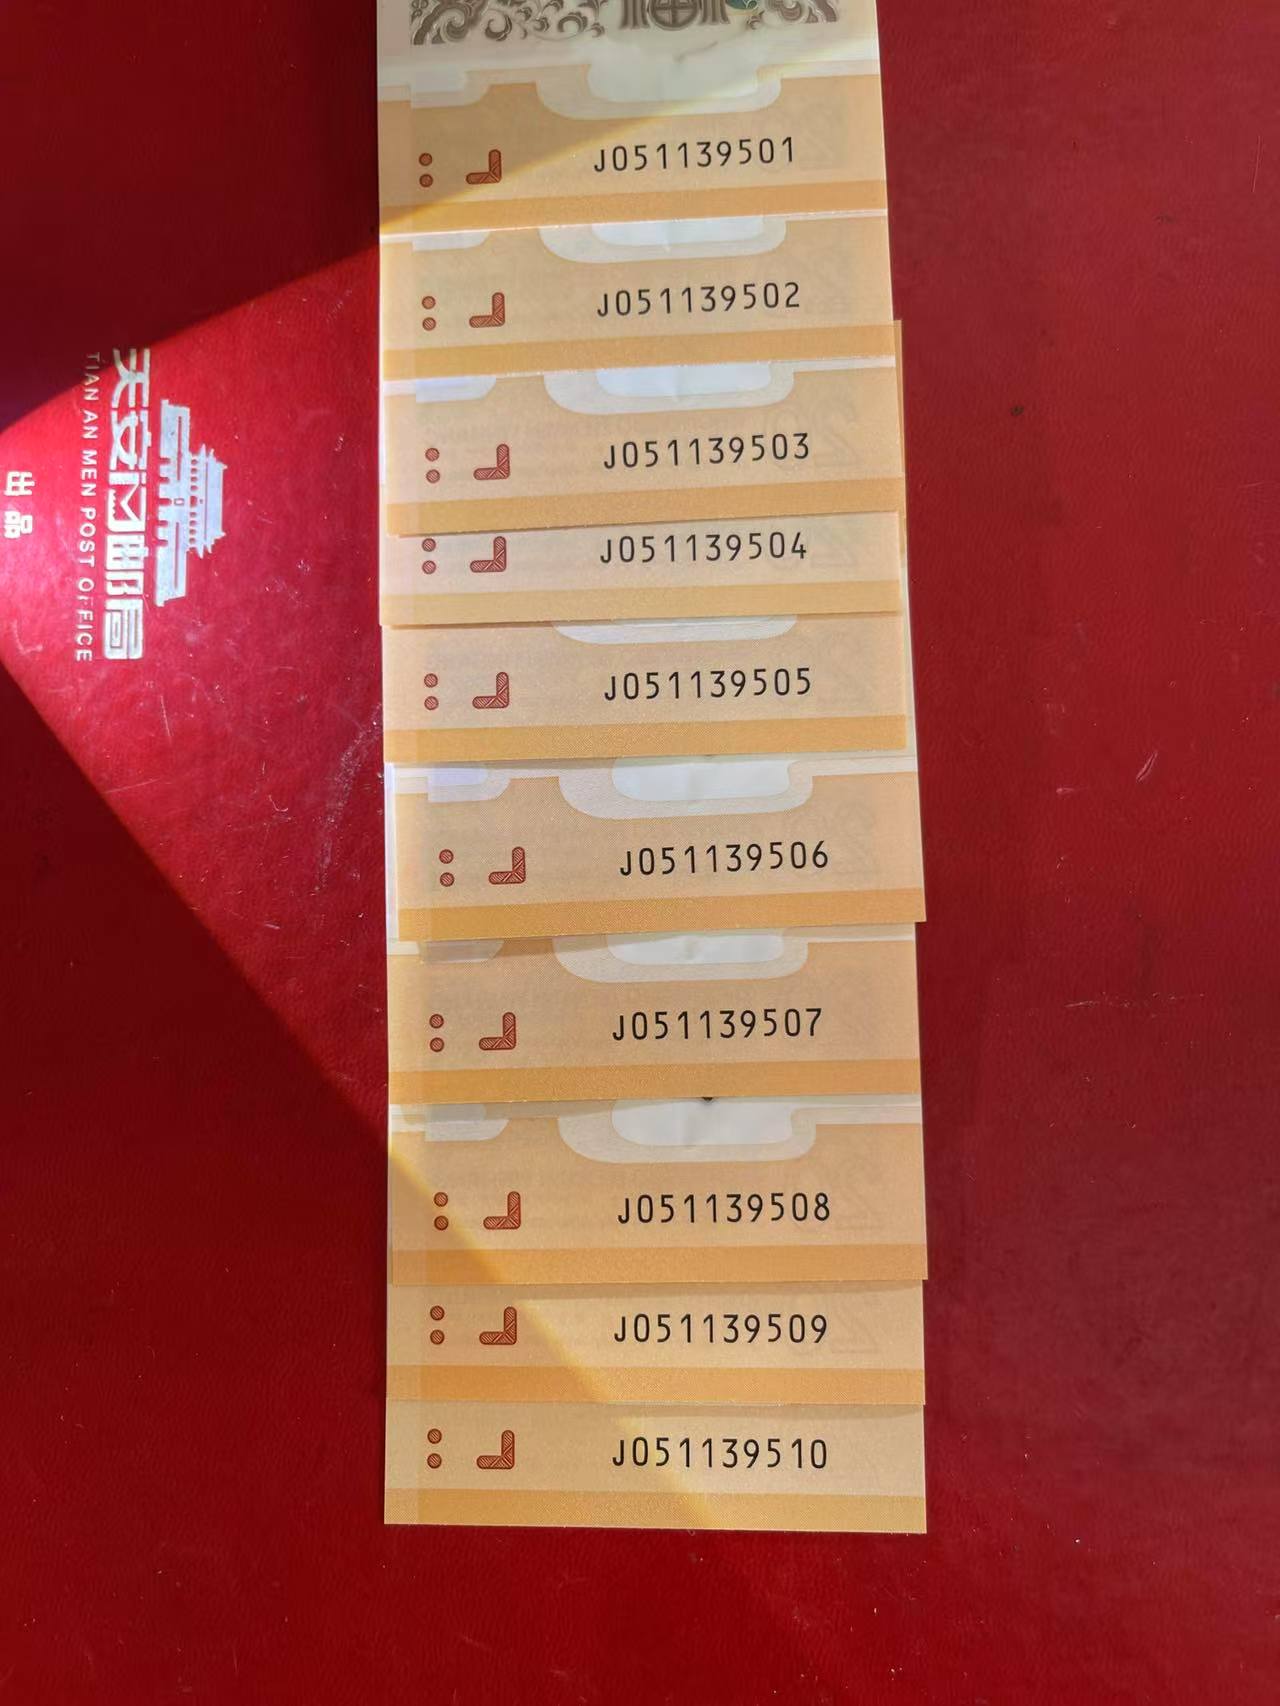 J051139501
J051139502
J051139503
J051139504
J051139505
J051139506
J051139507
J051139508
J051139509
J051139510
天安门邮局
TIAN AN MEN POST OFFICE
出品